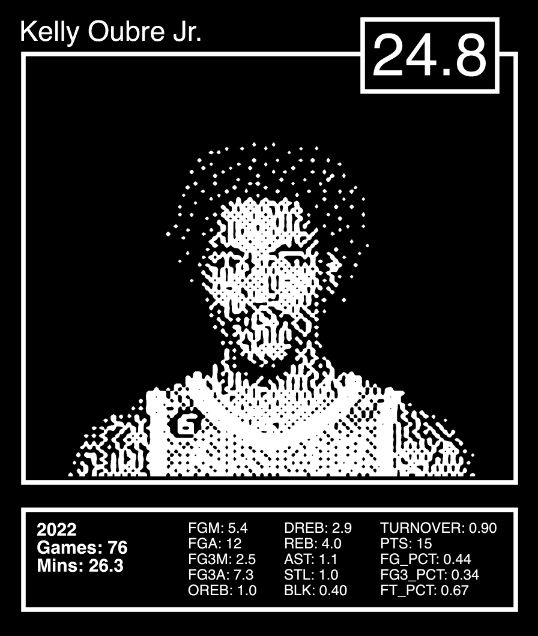 Kelly Oubre Jr.
24.8
G
2022
Games: 76
Mins: 26.3
FGM: 5.4
FGA: 12
FG3M: 2.5
FG3A: 7.3
OREB: 1.0
DREB: 2.9
REB: 4.0
AST: 1.1
STL: 1.0
BLK: 0.40
TURNOVER: 0.90
PTS: 15
FG_PCT: 0.44
FG3_PCT: 0.34
FT_PCT: 0.67